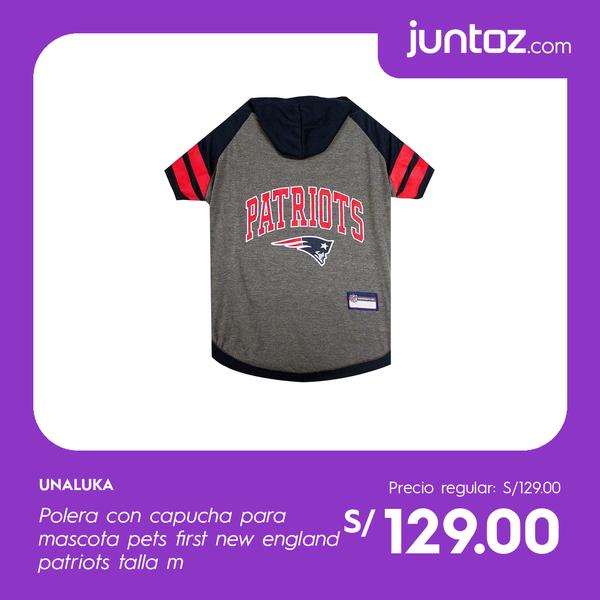 juntoz.com
PATRIOTS
UNALUKA
Polera con capucha para
mascota pets first new england
patriots talla m
Precio regular: S/129.00
S/ 129.00